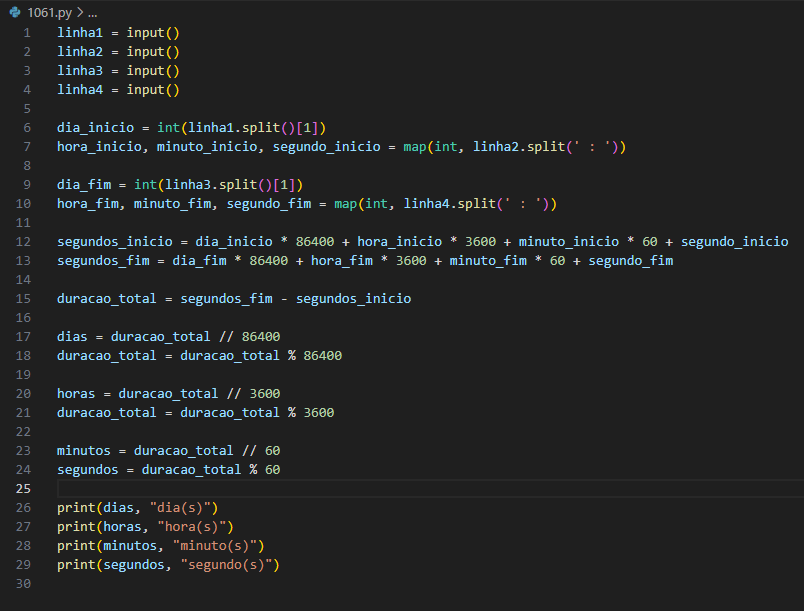 1061.py > ...
1 linha1 = input()
2 linha2 = input()
3 linha3 = input()
4 linha4 = input()
5
6 dia_inicio = int(linha1.split()[1])
7 hora_inicio, minuto_inicio, segundo_inicio = map(int, linha2.split(' : '))
8
9 dia_fim = int(linha3.split()[1])
10 hora_fim, minuto_fim, segundo_fim = map(int, linha4.split(' : '))
11
12 segundos_inicio = dia_inicio * 86400 + hora_inicio * 3600 + minuto_inicio * 60 + segundo_inicio
13 segundos_fim = dia_fim * 86400 + hora_fim * 3600 + minuto_fim * 60 + segundo_fim
14
15 duracao_total = segundos_fim - segundos_inicio
16
17 dias = duracao_total // 86400
18 duracao_total = duracao_total % 86400
19
20 horas = duracao_total // 3600
21 duracao_total = duracao_total % 3600
22
23 minutos = duracao_total // 60
24 segundos = duracao_total % 60
25
26 print(dias, "dia(s)")
27 print(horas, "hora(s)")
28 print(minutos, "minuto(s)")
29 print(segundos, "segundo(s)")
30